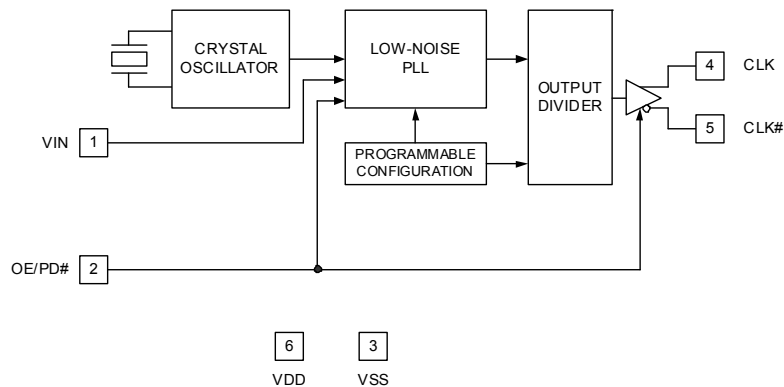 CRYSTAL
OSCILLATOR
LOW-NOISE
PLL
OUTPUT
DIVIDER
4 CLK
5 CLK#
VIN 1
PROGRAMMABLE
CONFIGURATION
OE/PD# 2
6 3
VDD VSS